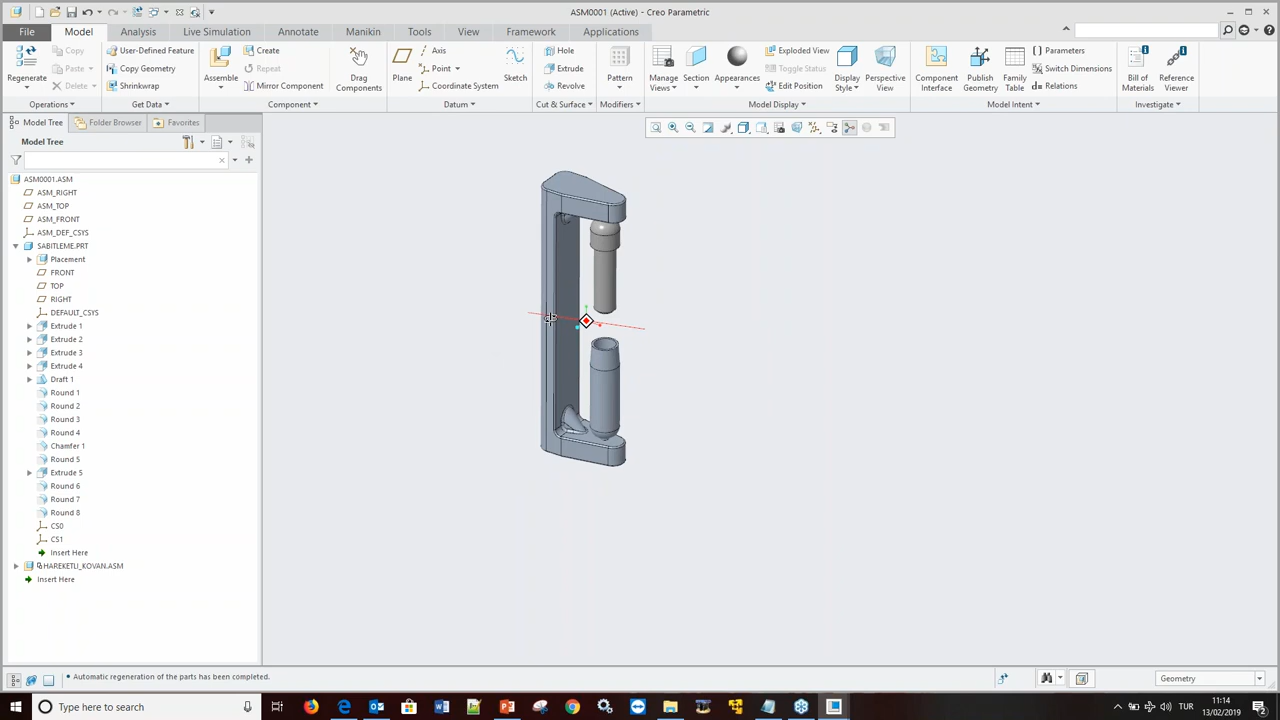 ASM0001 (Active) - Creo Parametric
File Model Analysis Live Simulation Annotate Manikin Tools View Framework Applications
Regenerate Copy Paste Delete
Operations
User-Defined Feature
Copy Geometry
Shrinkwrap
Get Data
Assemble Create Repeat Mirror Component
Drag Components
Component
Plane Axis Point Coordinate System Sketch
Datum
Hole
Extrude
Revolve
Cut & Surface
Pattern
Modifiers
Manage Views Section Appearances Exploded View Toggle Status Edit Position Display Style Perspective View
Model Display
Component Interface Publish Geometry Family Table Parameters Switch Dimensions Relations
Model Intent
Bill of Materials Reference Viewer
Investigate
Model Tree Folder Browser Favorites
Model Tree
ASM0001.ASM
ASM_RIGHT
ASM_TOP
ASM_FRONT
ASM_DEF_CSYS
SABITLEME.PRT
Placement
FRONT
TOP
RIGHT
DEFAULT_CSYS
Extrude 1
Extrude 2
Extrude 3
Extrude 4
Draft 1
Round 1
Round 2
Round 3
Round 4
Chamfer 1
Round 5
Extrude 5
Round 6
Round 7
Round 8
CS0
CS1
Insert Here
HAREKETLI_KOVAN.ASM
Insert Here
• Automatic regeneration of the parts has been completed.
Geometry
Type here to search
TUR
11:14
13/02/2019